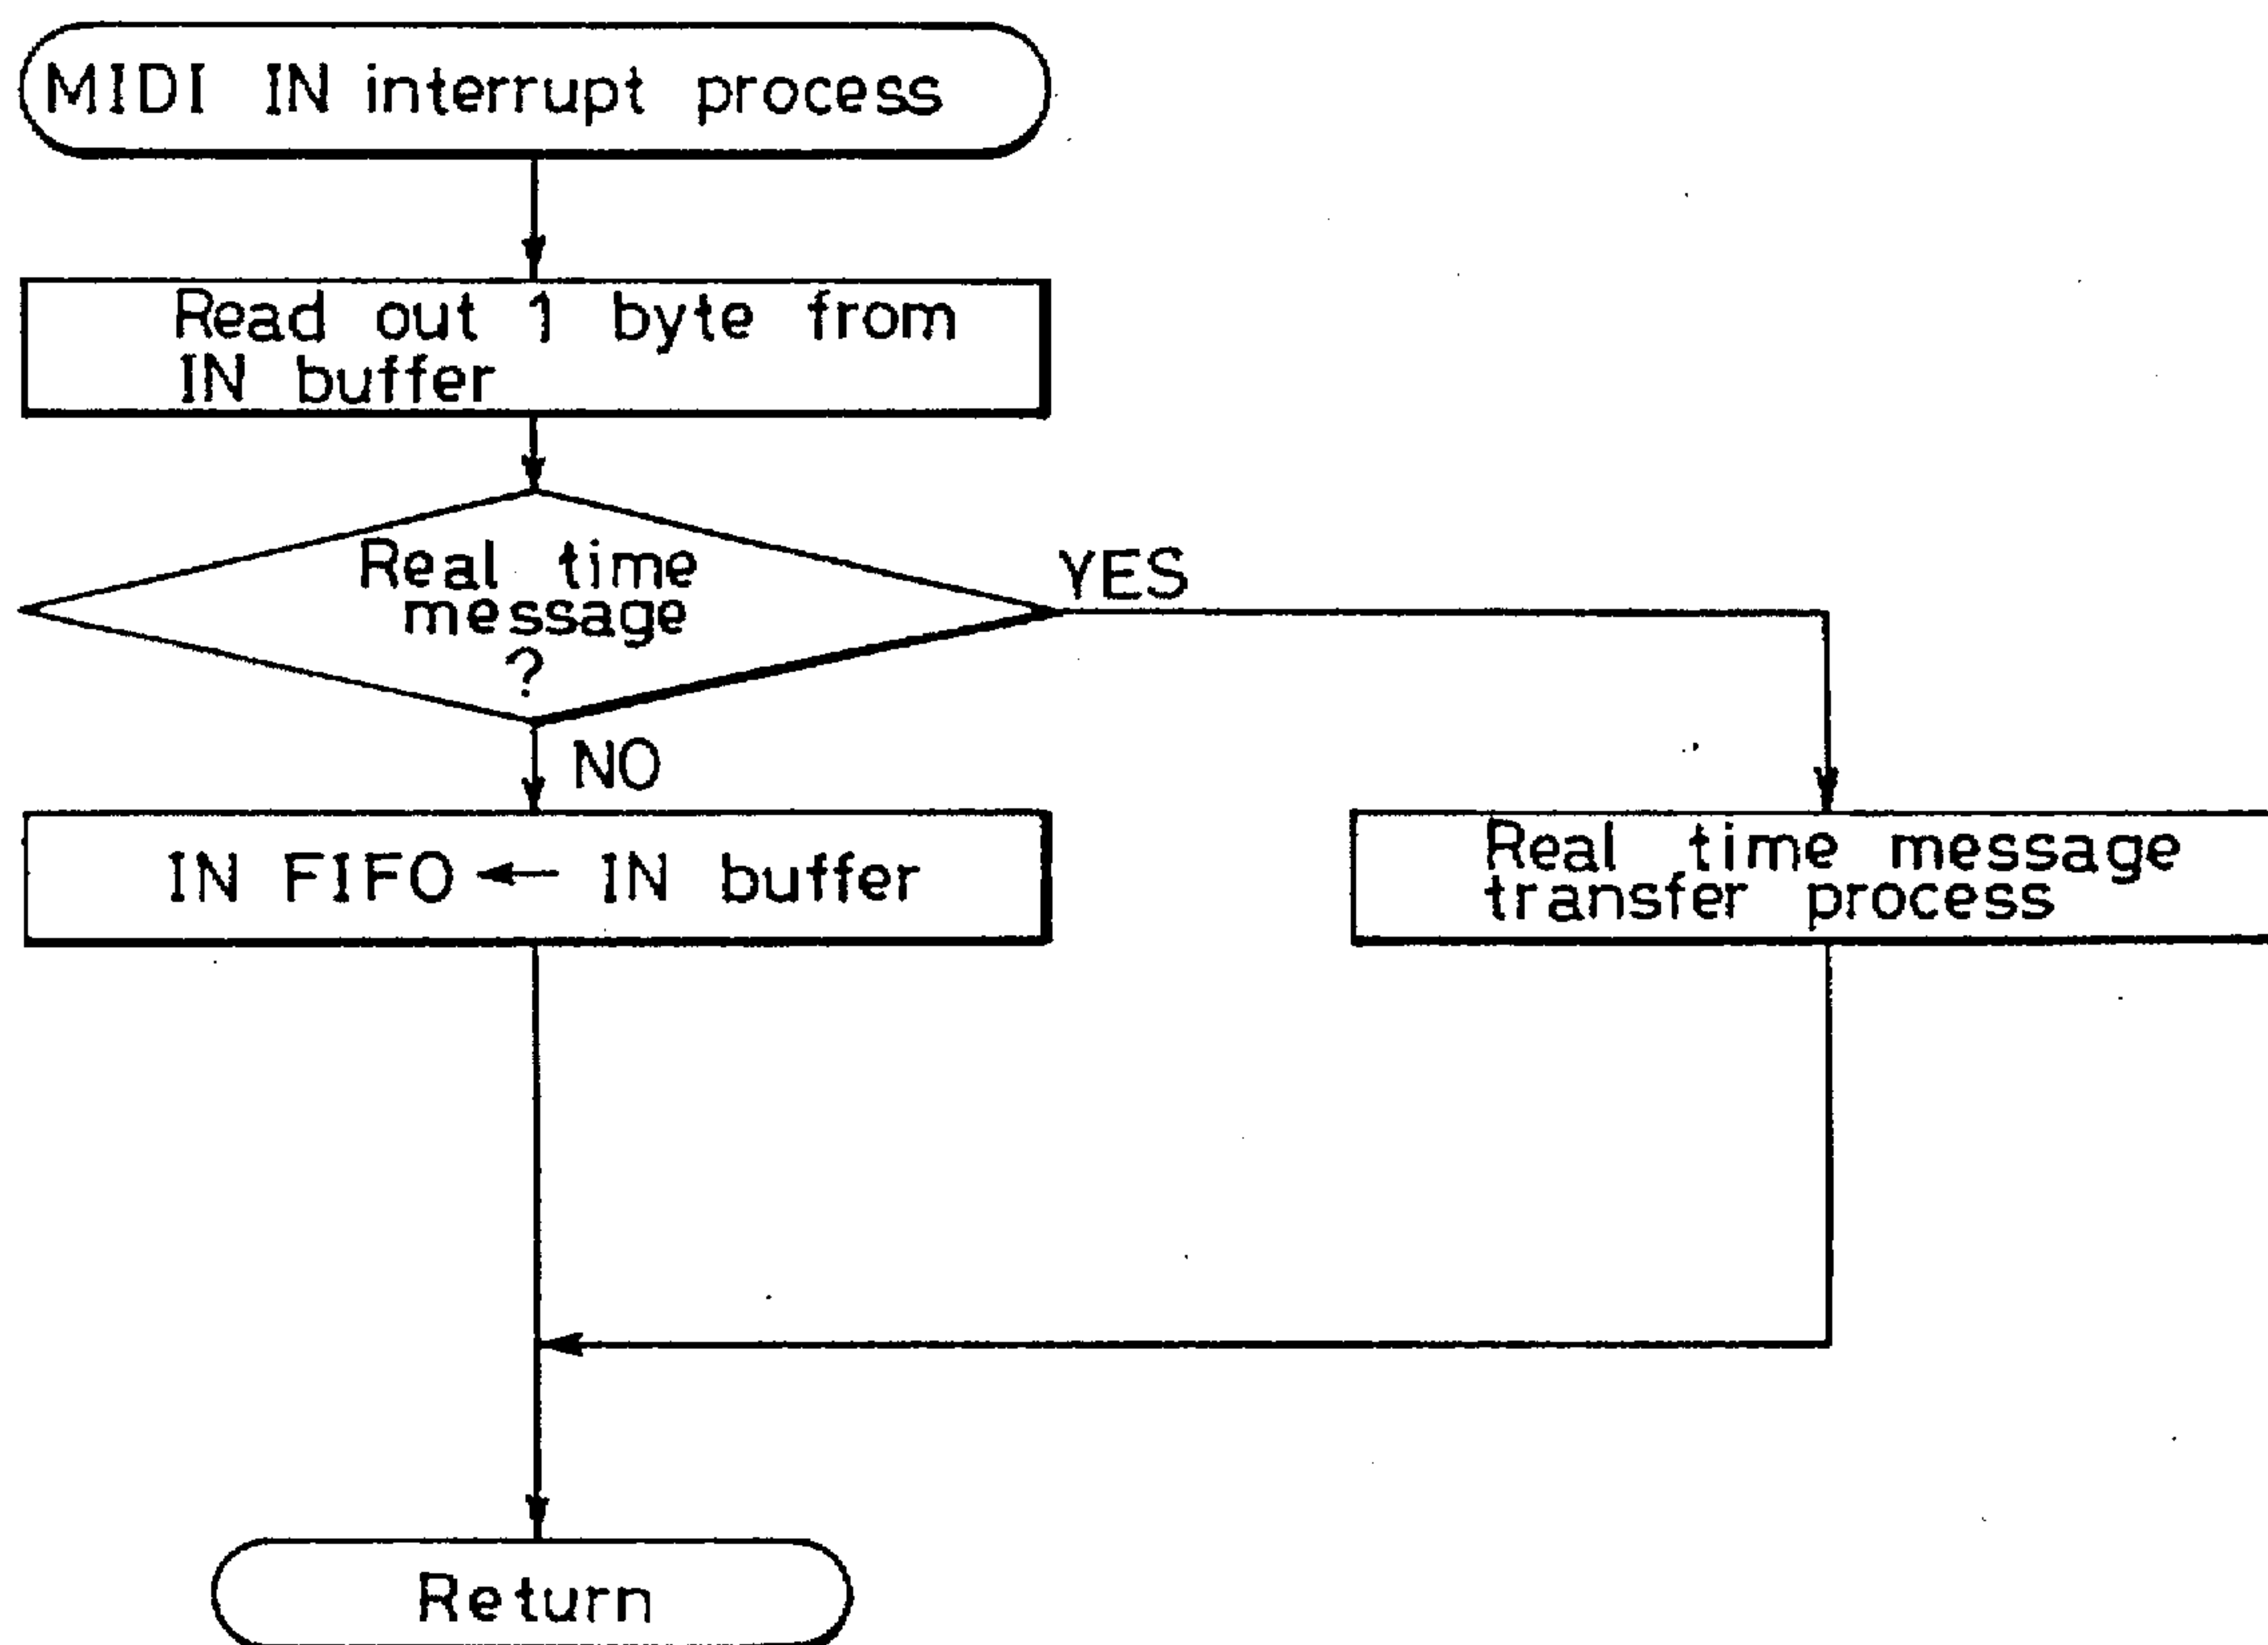 MIDI IN interrupt process
Read out 1 byte from
IN buffer
Real time
message
?
YES
NO
IN FIFO ← IN buffer
Real time message
transfer process
Return